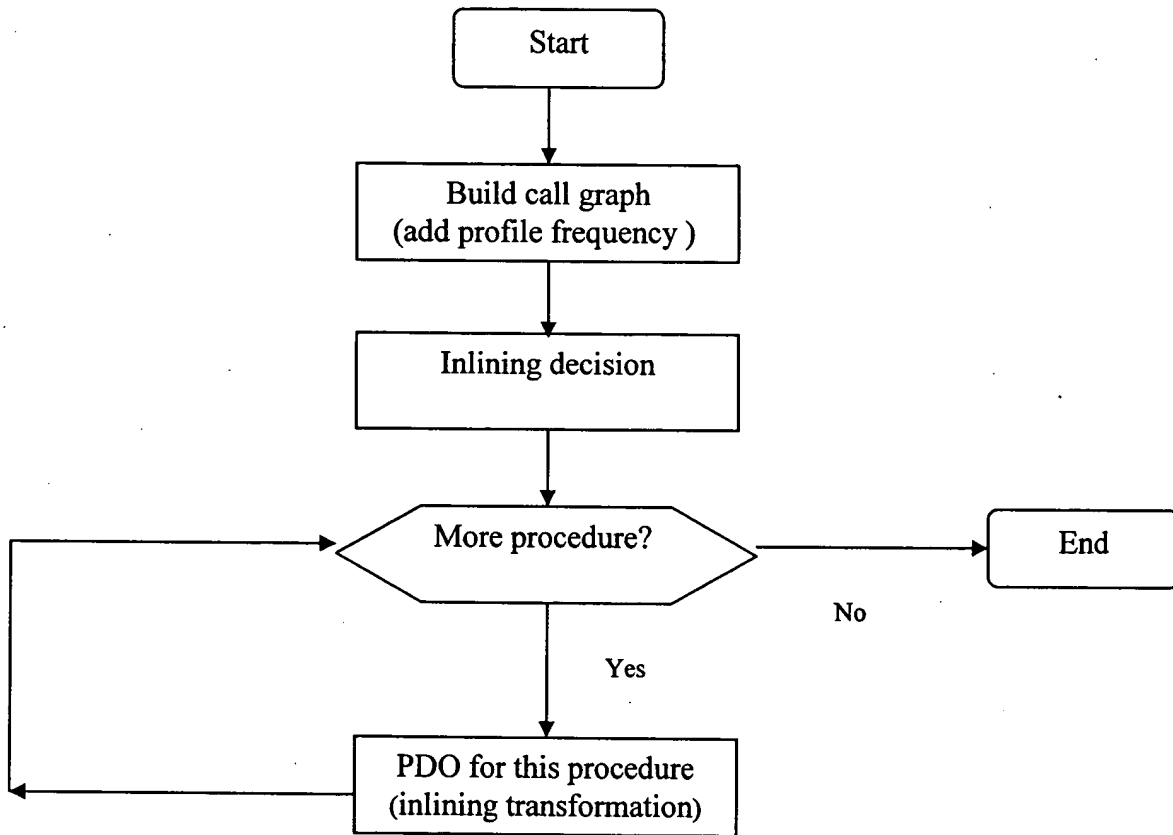 Start
Build call graph
(add profile frequency )
Inlining decision
More procedure?
End
No
Yes
PDO for this procedure
(inlining transformation)